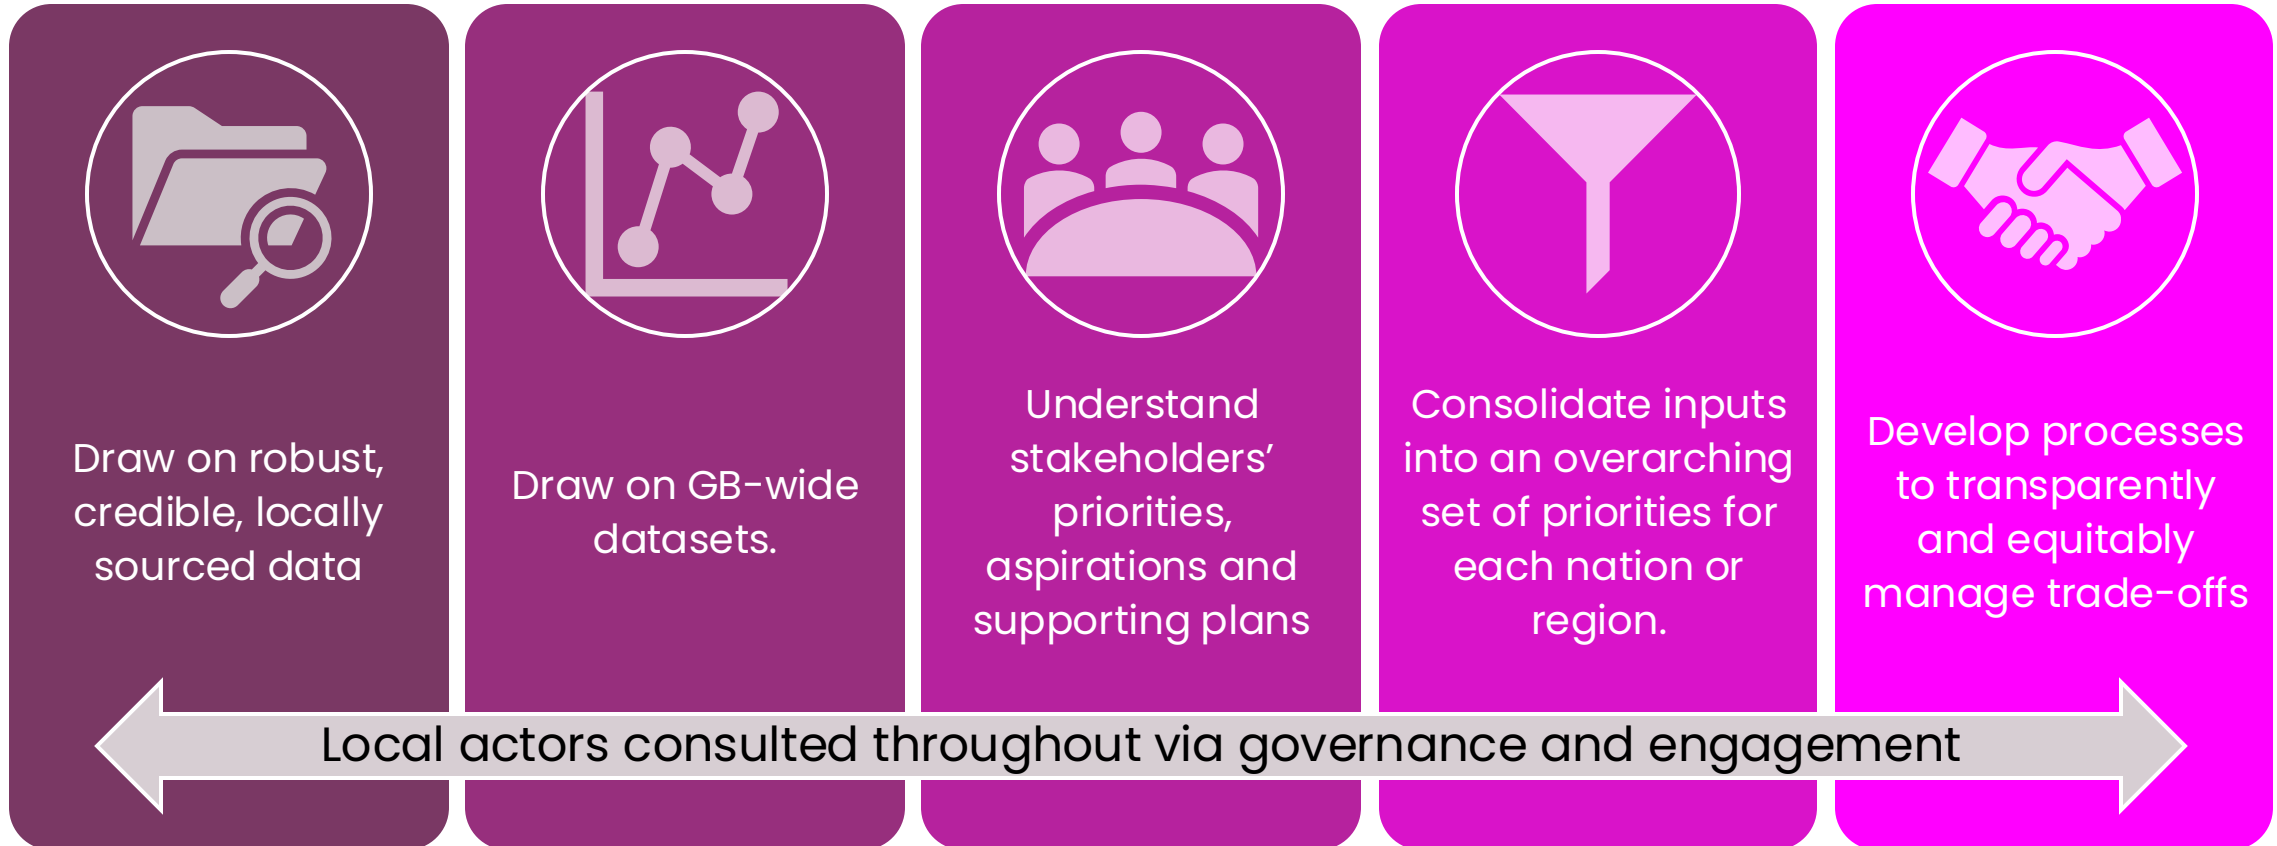 Draw on robust,
credible, locally
sourced data
Draw on GB-wide
datasets.
Understand
stakeholders’
priorities,
aspirations and
supporting plans
Consolidate inputs
into an overarching
set of priorities for
each nation or
region.
Develop processes
to transparently
and equitably
manage trade-offs
Local actors consulted throughout via governance and engagement